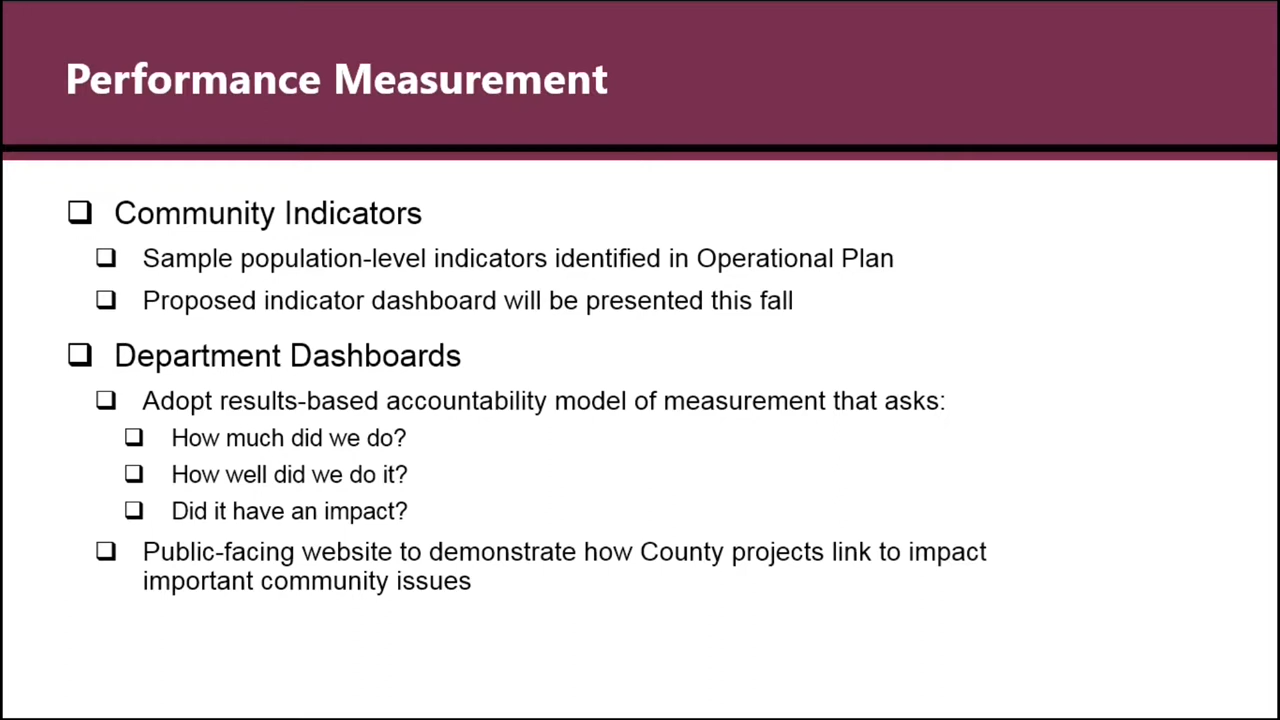 Performance Measurement
❑ Community Indicators
❑ Sample population-level indicators identified in Operational Plan
❑ Proposed indicator dashboard will be presented this fall
❑ Department Dashboards
❑ Adopt results-based accountability model of measurement that asks:
❑ How much did we do?
❑ How well did we do it?
❑ Did it have an impact?
❑ Public-facing website to demonstrate how County projects link to impact
important community issues